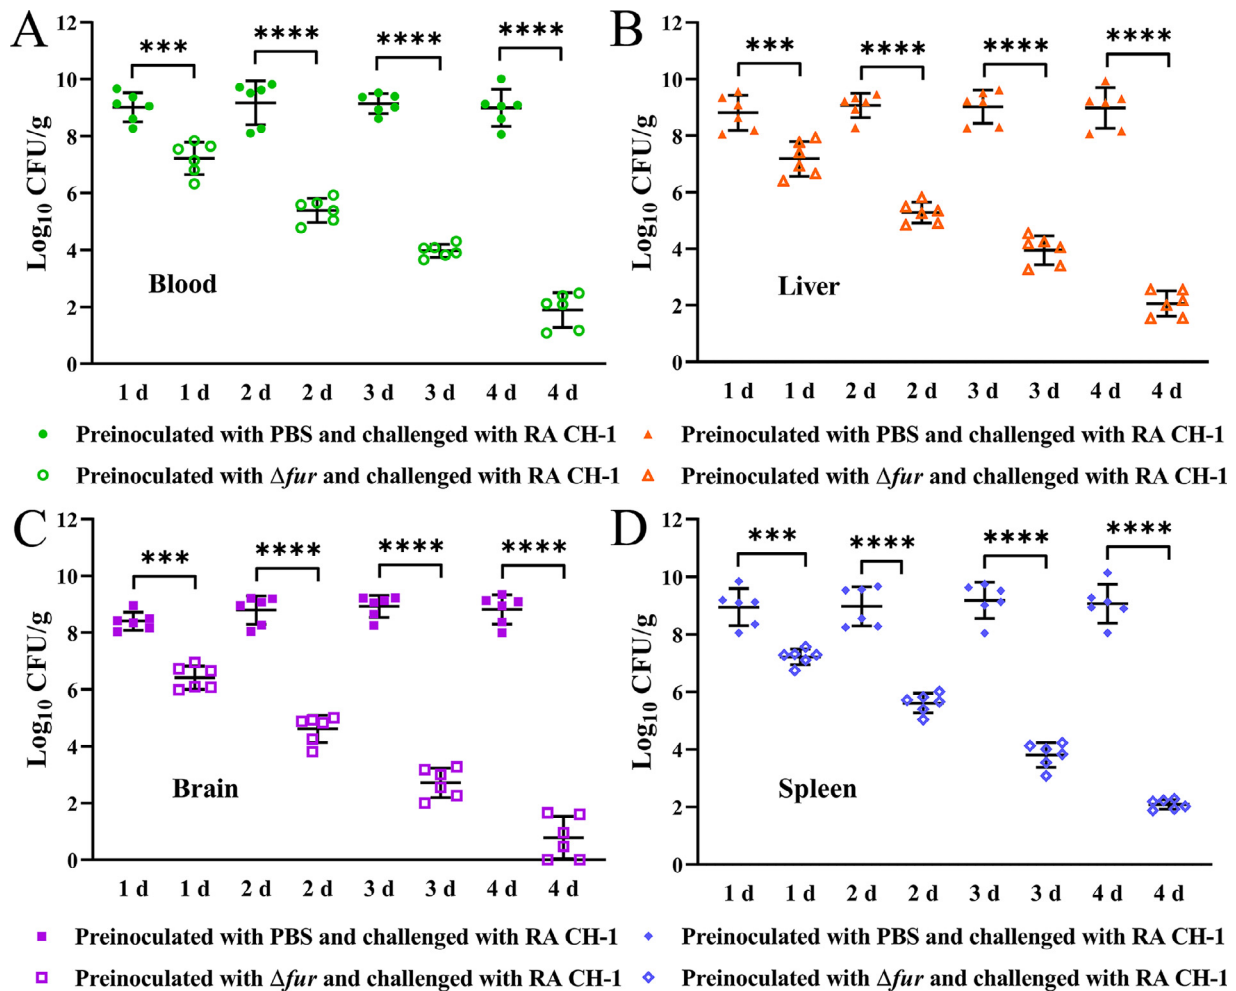 A
Log10 CFU/g
12
10
8
6
4
2
0
*** **** **** ****
Blood
1 d 1 d 2 d 2 d 3 d 3 d 4 d 4 d
Preinoculated with PBS and challenged with RA CH-1
Preinoculated with Δfur and challenged with RA CH-1
B
Log10 CFU/g
12
10
8
6
4
2
0
*** **** **** ****
Liver
1 d 1 d 2 d 2 d 3 d 3 d 4 d 4 d
Preinoculated with PBS and challenged with RA CH-1
Preinoculated with Δfur and challenged with RA CH-1
C
Log10 CFU/g
12
10
8
6
4
2
0
*** **** **** ****
Brain
1 d 1 d 2 d 2 d 3 d 3 d 4 d 4 d
Preinoculated with PBS and challenged with RA CH-1
Preinoculated with Δfur and challenged with RA CH-1
D
Log10 CFU/g
12
10
8
6
4
2
0
*** **** **** ****
Spleen
1 d 1 d 2 d 2 d 3 d 3 d 4 d 4 d
Preinoculated with PBS and challenged with RA CH-1
Preinoculated with Δfur and challenged with RA CH-1